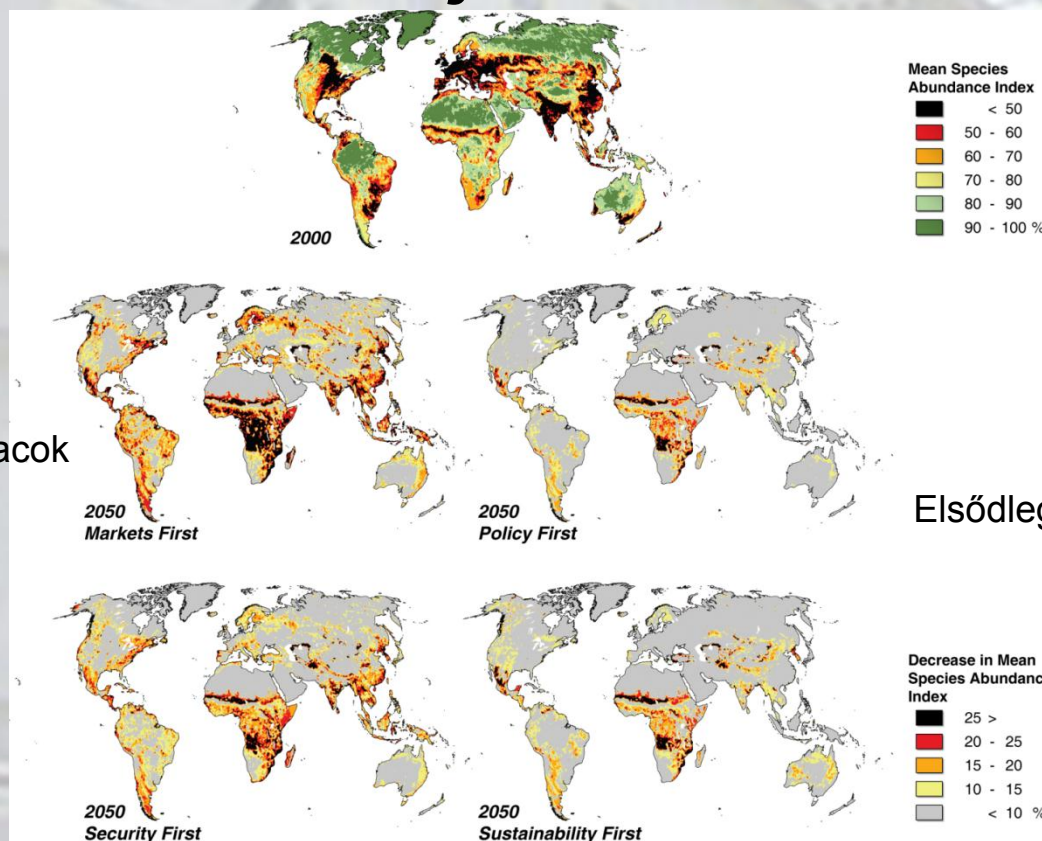 Mean Species
Abundance Index
< 50
50 - 60
60 - 70
70 - 80
80 - 90
90 - 100 %
2000
2050
Markets First
2050
Policy First
2050
Security First
2050
Sustainability First
Decrease in Mean
Species Abundanc
Index
25 >
20 - 25
15 - 20
10 - 15
< 10 %